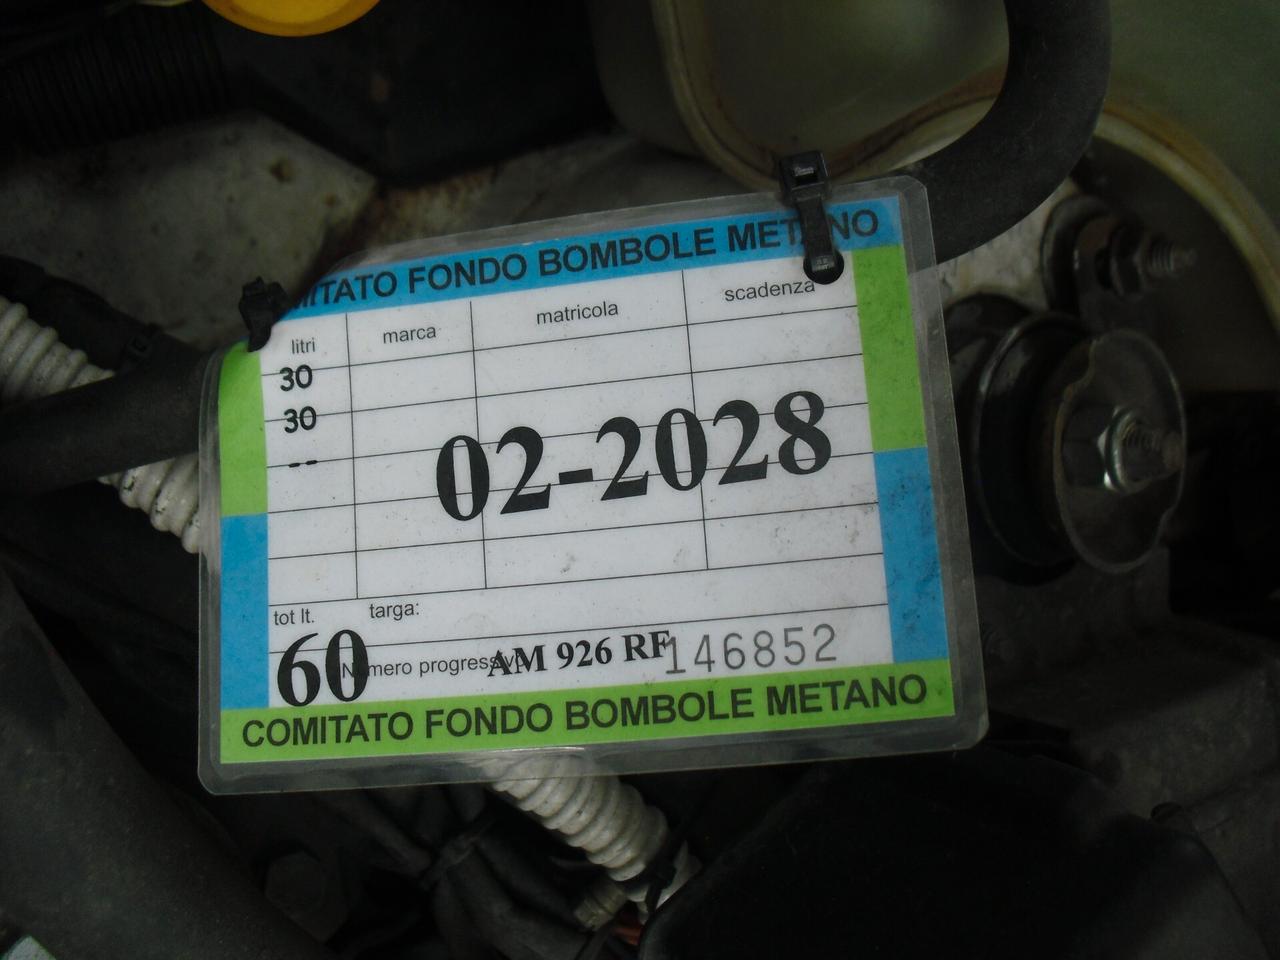 COMITATO FONDO BOMBOLE METANO
litri marca matricola scadenza
30
30
--
02-2028
tot lt. targa:
60 AM 926 RF
Numero progressivo 146852
COMITATO FONDO BOMBOLE METANO